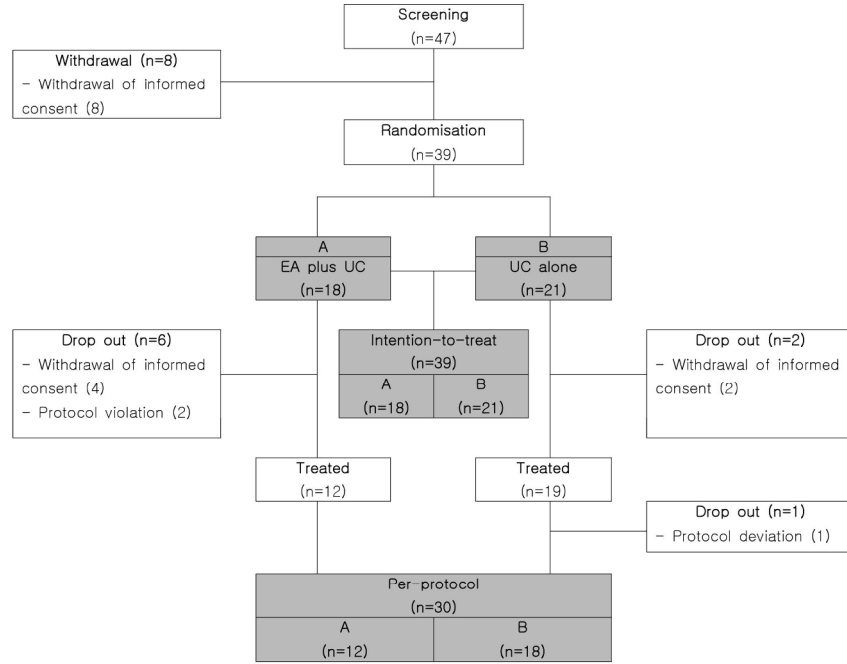 Screening
(n=47)
Withdrawal (n=8)
- Withdrawal of informed
consent (8)
Randomisation
(n=39)
A
EA plus UC
(n=18)
B
UC alone
(n=21)
Drop out (n=6)
- Withdrawal of informed
consent (4)
- Protocol violation (2)
Intention-to-treat
(n=39)
A
(n=18)
B
(n=21)
Drop out (n=2)
- Withdrawal of informed
consent (2)
Treated
(n=12)
Treated
(n=19)
Drop out (n=1)
- Protocol deviation (1)
Per-protocol
(n=30)
A
(n=12)
B
(n=18)